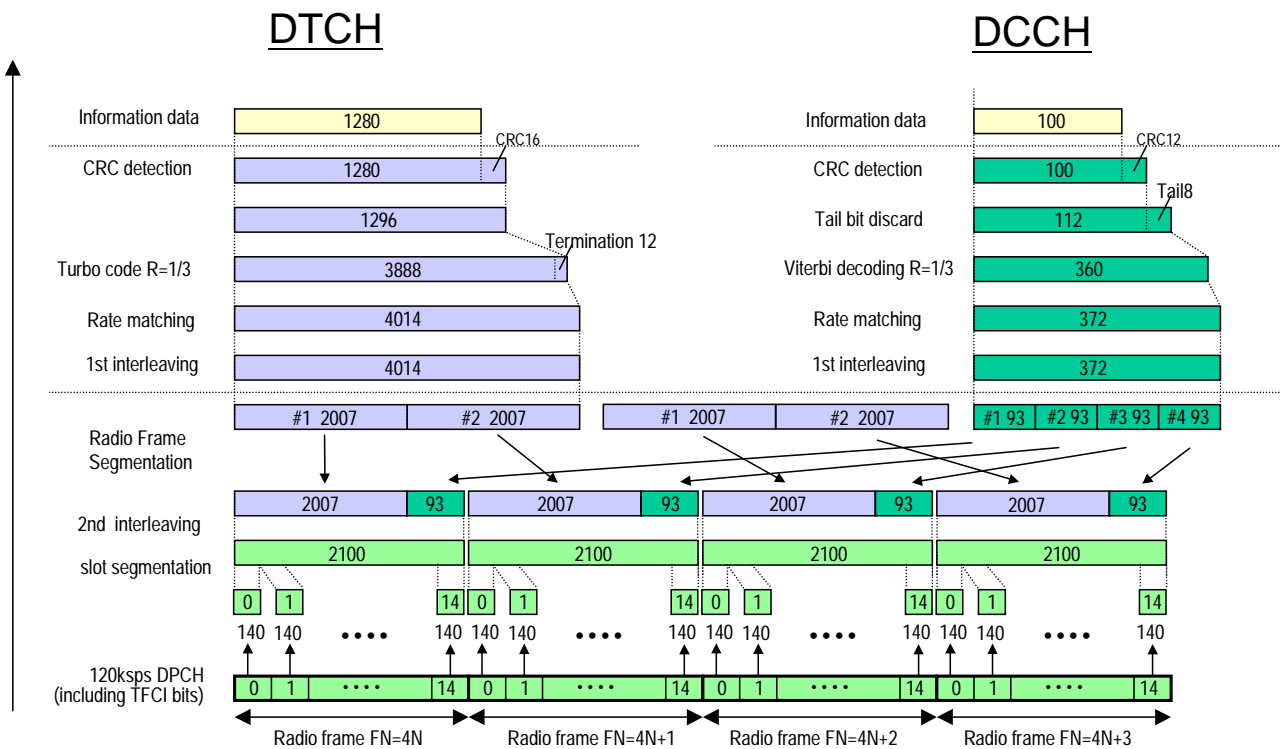 DTCH DCCH
Information data 1280 Information data 100
CRC16 CRC12
CRC detection 1280 CRC detection 100
Tail8
1296 Tail bit discard 112
Termination 12
Turbo code R=1/3 3888 Viterbi decoding R=1/3 360
Rate matching 4014 Rate matching 372
1st interleaving 4014 1st interleaving 372
#1 2007 #2 2007 #1 2007 #2 2007 #1 93 #2 93 #3 93 #4 93
Radio Frame
Segmentation
2007 93 2007 93 2007 93 2007 93
2nd interleaving
2100 2100 2100 2100
slot segmentation
0 1 14 0 1 14 0 1 14 0 1 14
140 140 •••• 140 140 140 •••• 140 140 140 •••• 140 140 140 •••• 140
120ksps DPCH
(including TFCI bits)
0 1 •••• 14 0 1 •••• 14 0 1 •••• 14 0 1 •••• 14
Radio frame FN=4N Radio frame FN=4N+1 Radio frame FN=4N+2 Radio frame FN=4N+3